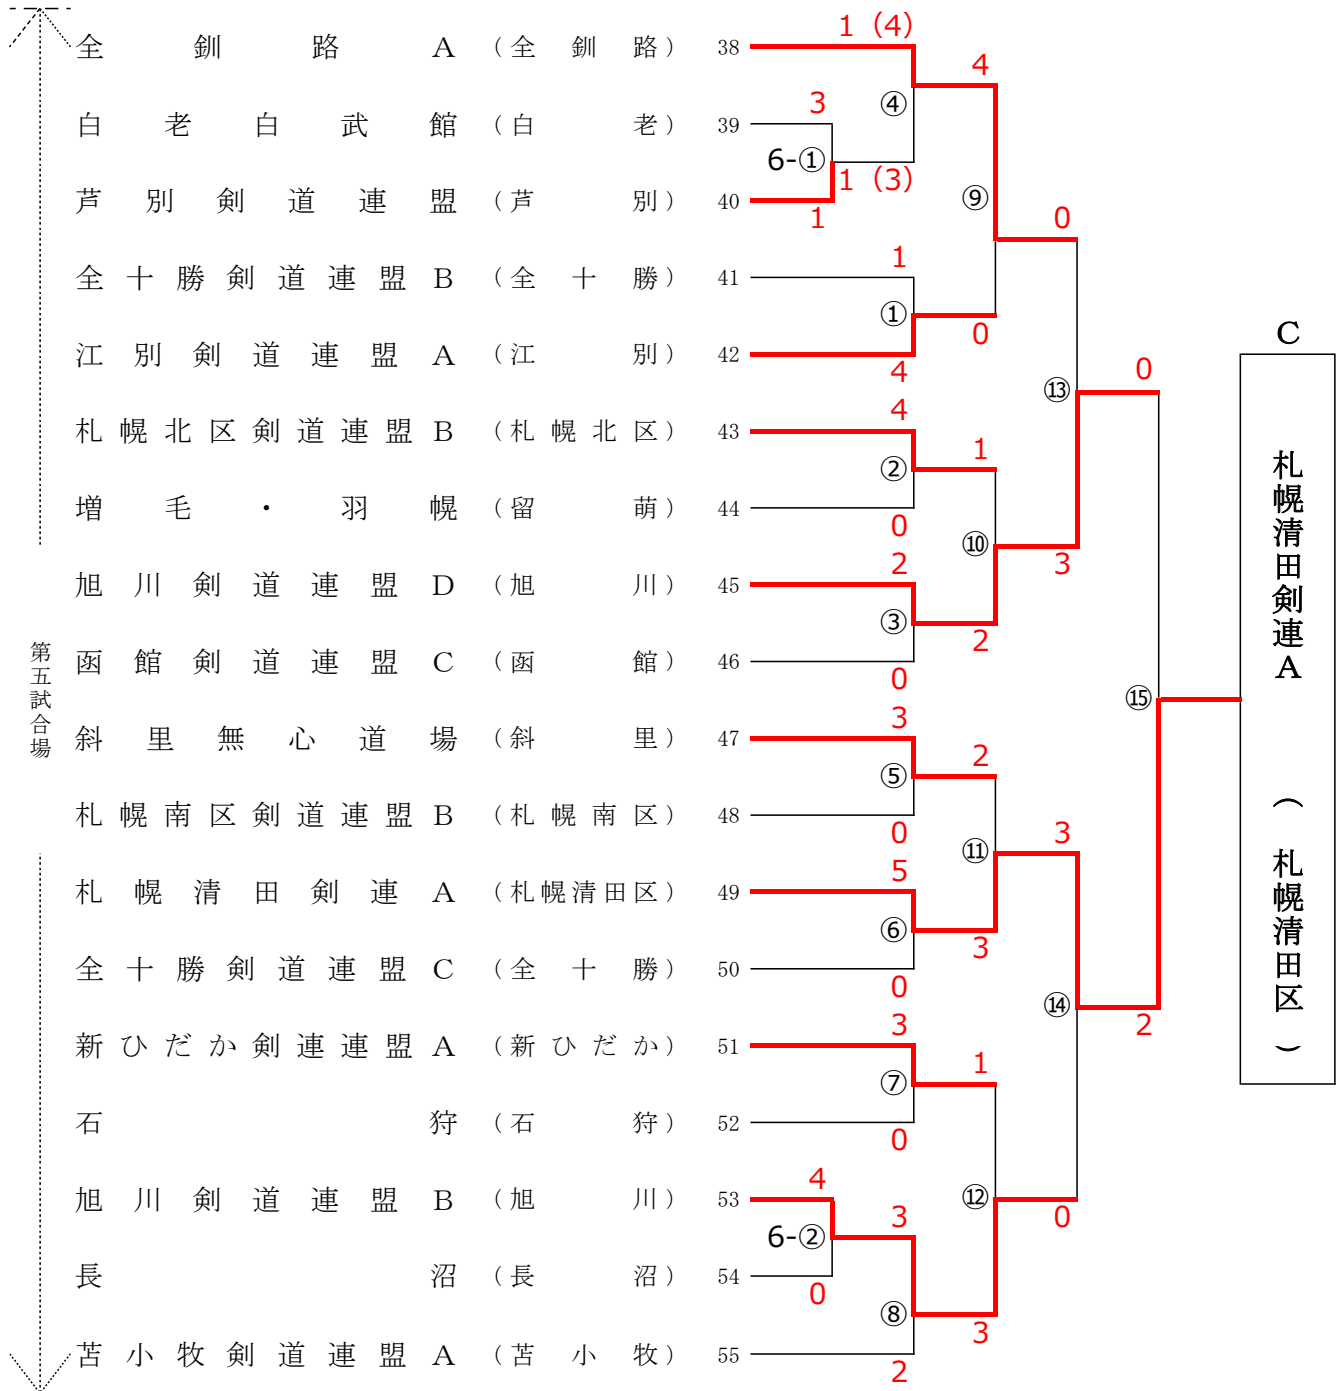 全釧路A（全釧路） 38
白老白武館（白老） 39
芦別剣道連盟（芦別） 40
全十勝剣道連盟B（全十勝） 41
江別剣道連盟A（江別） 42
札幌北区剣道連盟B（札幌北区） 43
増毛・羽幌（留萌） 44
旭川剣道連盟D（旭川） 45
函館剣道連盟C（函館） 46
斜里無心道場（斜里） 47
札幌南区剣道連盟B（札幌南区） 48
札幌清田剣連A（札幌清田区） 49
全十勝剣道連盟C（全十勝） 50
新ひだか剣連連盟A（新ひだか） 51
石狩（石狩） 52
旭川剣道連盟B（旭川） 53
長沼（長沼） 54
苫小牧剣道連盟A（苫小牧） 55
第五試合場
3
6-①
1
4
6-②
0
1（4）
④
1（3）
1
①
4
4
②
0
2
③
0
3
⑤
0
5
⑥
0
3
⑦
0
3
⑧
2
4
⑨
0
1
⑩
2
2
⑪
3
1
⑫
3
0
⑬
3
3
⑭
0
0
⑮
2
C
札幌清田剣連A（札幌清田区）